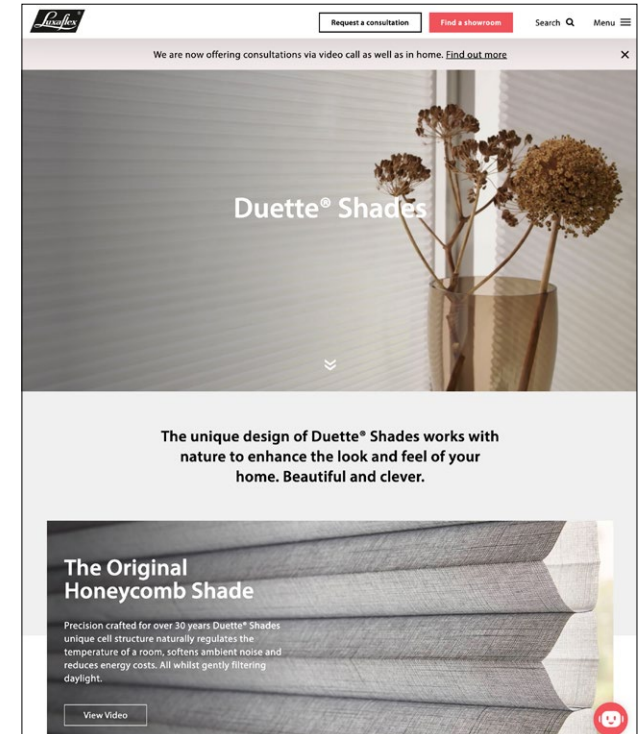 Luxaflex
Request a consultation
Find a showroom
Search
Menu
We are now offering consultations via video call as well as in home. Find out more
Duette® Shades
The unique design of Duette® Shades works with
nature to enhance the look and feel of your
home. Beautiful and clever.
The Original
Honeycomb Shade
Precision crafted for over 30 years Duette® Shades
unique cell structure naturally regulates the
temperature of a room, softens ambient noise and
reduces energy costs. All whilst gently filtering
daylight.
View Video